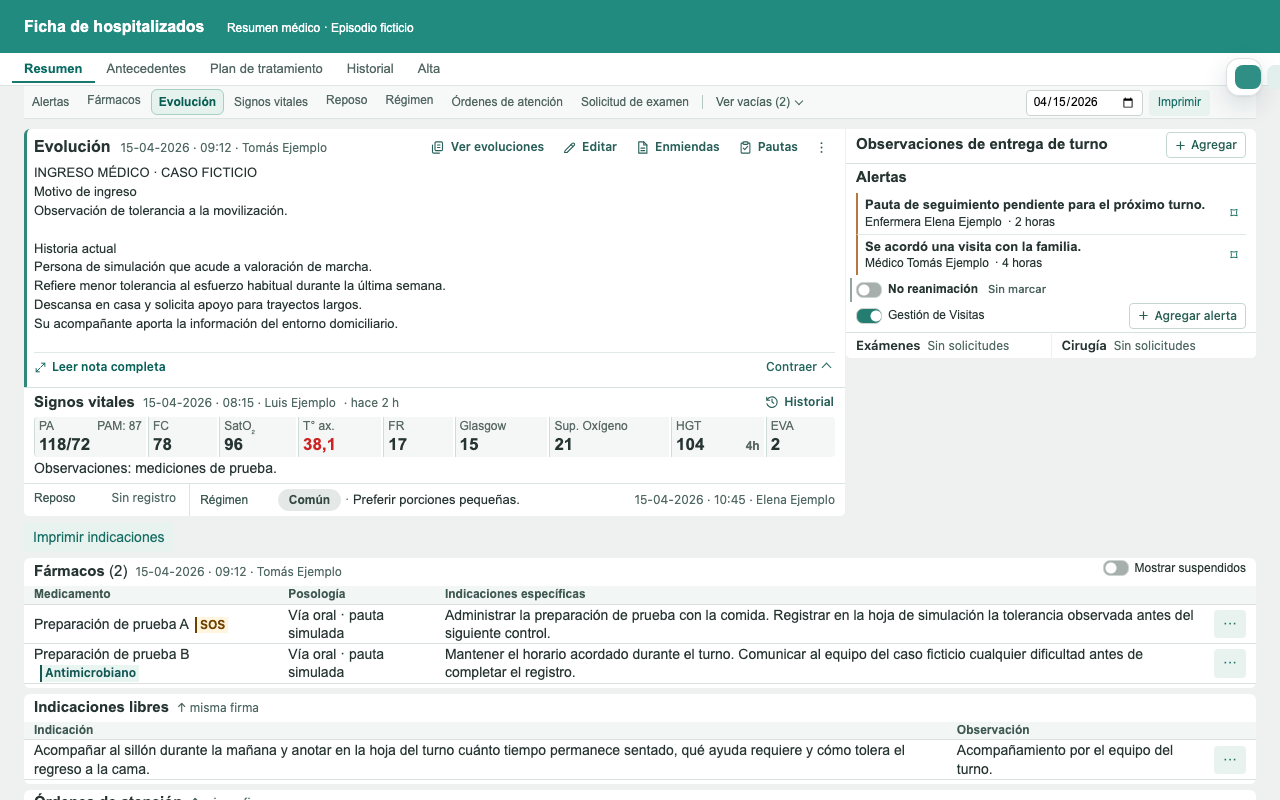 Ficha de hospitalizados Resumen médico · Episodio ficticio
Resumen Antecedentes Plan de tratamiento Historial Alta
Alertas Fármacos Evolución Signos vitales Reposo Régimen Órdenes de atención Solicitud de examen Ver vacías (2) 04/15/2026 Imprimir
Evolución 15-04-2026 · 09:12 · Tomás Ejemplo Ver evoluciones Editar Enmiendas Pautas
INGRESO MÉDICO · CASO FICTICIO
Motivo de ingreso
Observación de tolerancia a la movilización.
Historia actual
Persona de simulación que acude a valoración de marcha.
Refiere menor tolerancia al esfuerzo habitual durante la última semana.
Descansa en casa y solicita apoyo para trayectos largos.
Su acompañante aporta la información del entorno domiciliario.
Leer nota completa Contraer
Observaciones de entrega de turno + Agregar
Alertas
Pauta de seguimiento pendiente para el próximo turno.
Enfermera Elena Ejemplo · 2 horas
Se acordó una visita con la familia.
Médico Tomás Ejemplo · 4 horas
No reanimación Sin marcar
Gestión de Visitas + Agregar alerta
Exámenes Sin solicitudes Cirugía Sin solicitudes
Signos vitales 15-04-2026 · 08:15 · Luis Ejemplo · hace 2 h Historial
PA PAM: 87 FC SatO₂ T° ax. FR Glasgow Sup. Oxígeno HGT EVA
118/72 78 96 38,1 17 15 21 104 4h 2
Observaciones: mediciones de prueba.
Reposo Sin registro Régimen Común · Preferir porciones pequeñas. 15-04-2026 · 10:45 · Elena Ejemplo
Imprimir indicaciones
Fármacos (2) 15-04-2026 · 09:12 · Tomás Ejemplo Mostrar suspendidos
Medicamento Posología Indicaciones específicas
Preparación de prueba A SOS
Vía oral · pauta
simulada
Administrar la preparación de prueba con la comida. Registrar en la hoja de simulación la tolerancia observada antes del
siguiente control.
Preparación de prueba B
Antimicrobiano
Vía oral · pauta
simulada
Mantener el horario acordado durante el turno. Comunicar al equipo del caso ficticio cualquier dificultad antes de
completar el registro.
Indicaciones libres ↑ misma firma
Indicación Observación
Acompañar al sillón durante la mañana y anotar en la hoja del turno cuánto tiempo permanece sentado, qué ayuda requiere y cómo tolera el
regreso a la cama.
Acompañamiento por el equipo del
turno.
Órdenes de atención